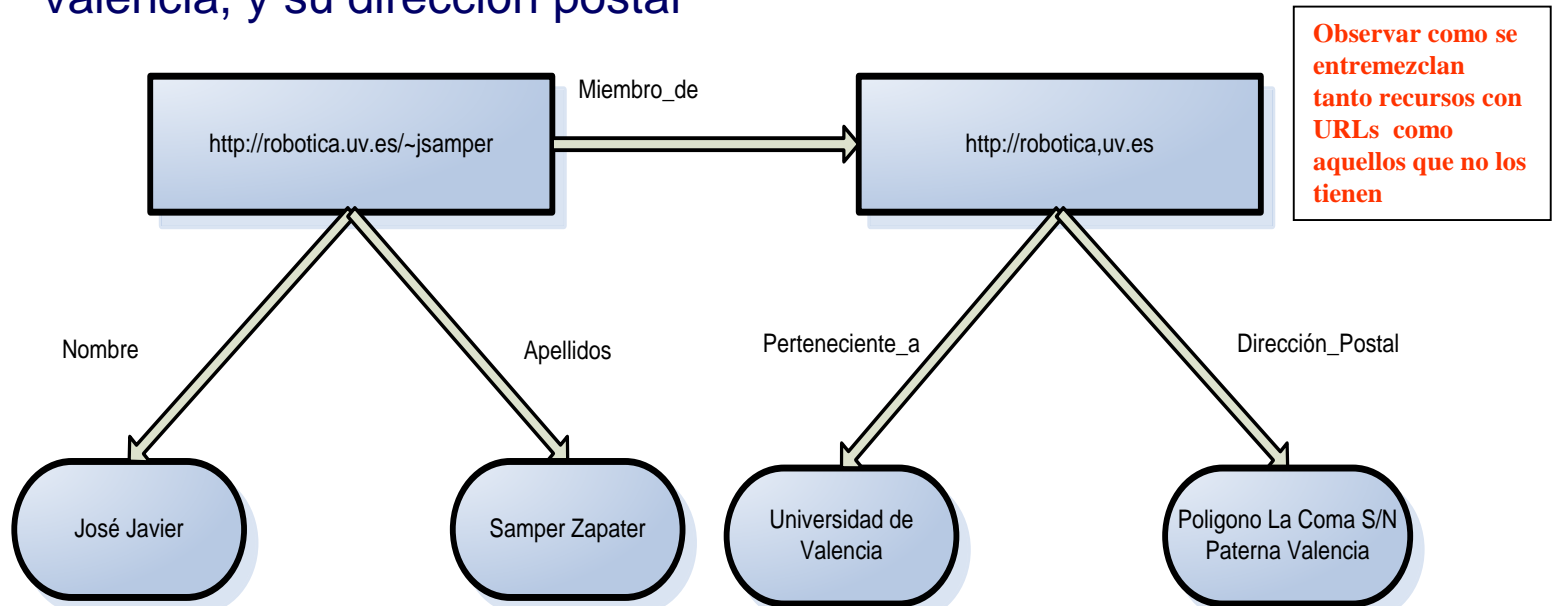 valencia, y su dirección postal
Observar como se
entremezclan
tanto recursos con
URLs como
aquellos que no los
tienen
Miembro_de
http://robotica.uv.es/~jsamper
http://robotica,uv.es
Nombre
Apellidos
Perteneciente_a
Dirección_Postal
José Javier
Samper Zapater
Universidad de
Valencia
Poligono La Coma S/N
Paterna Valencia